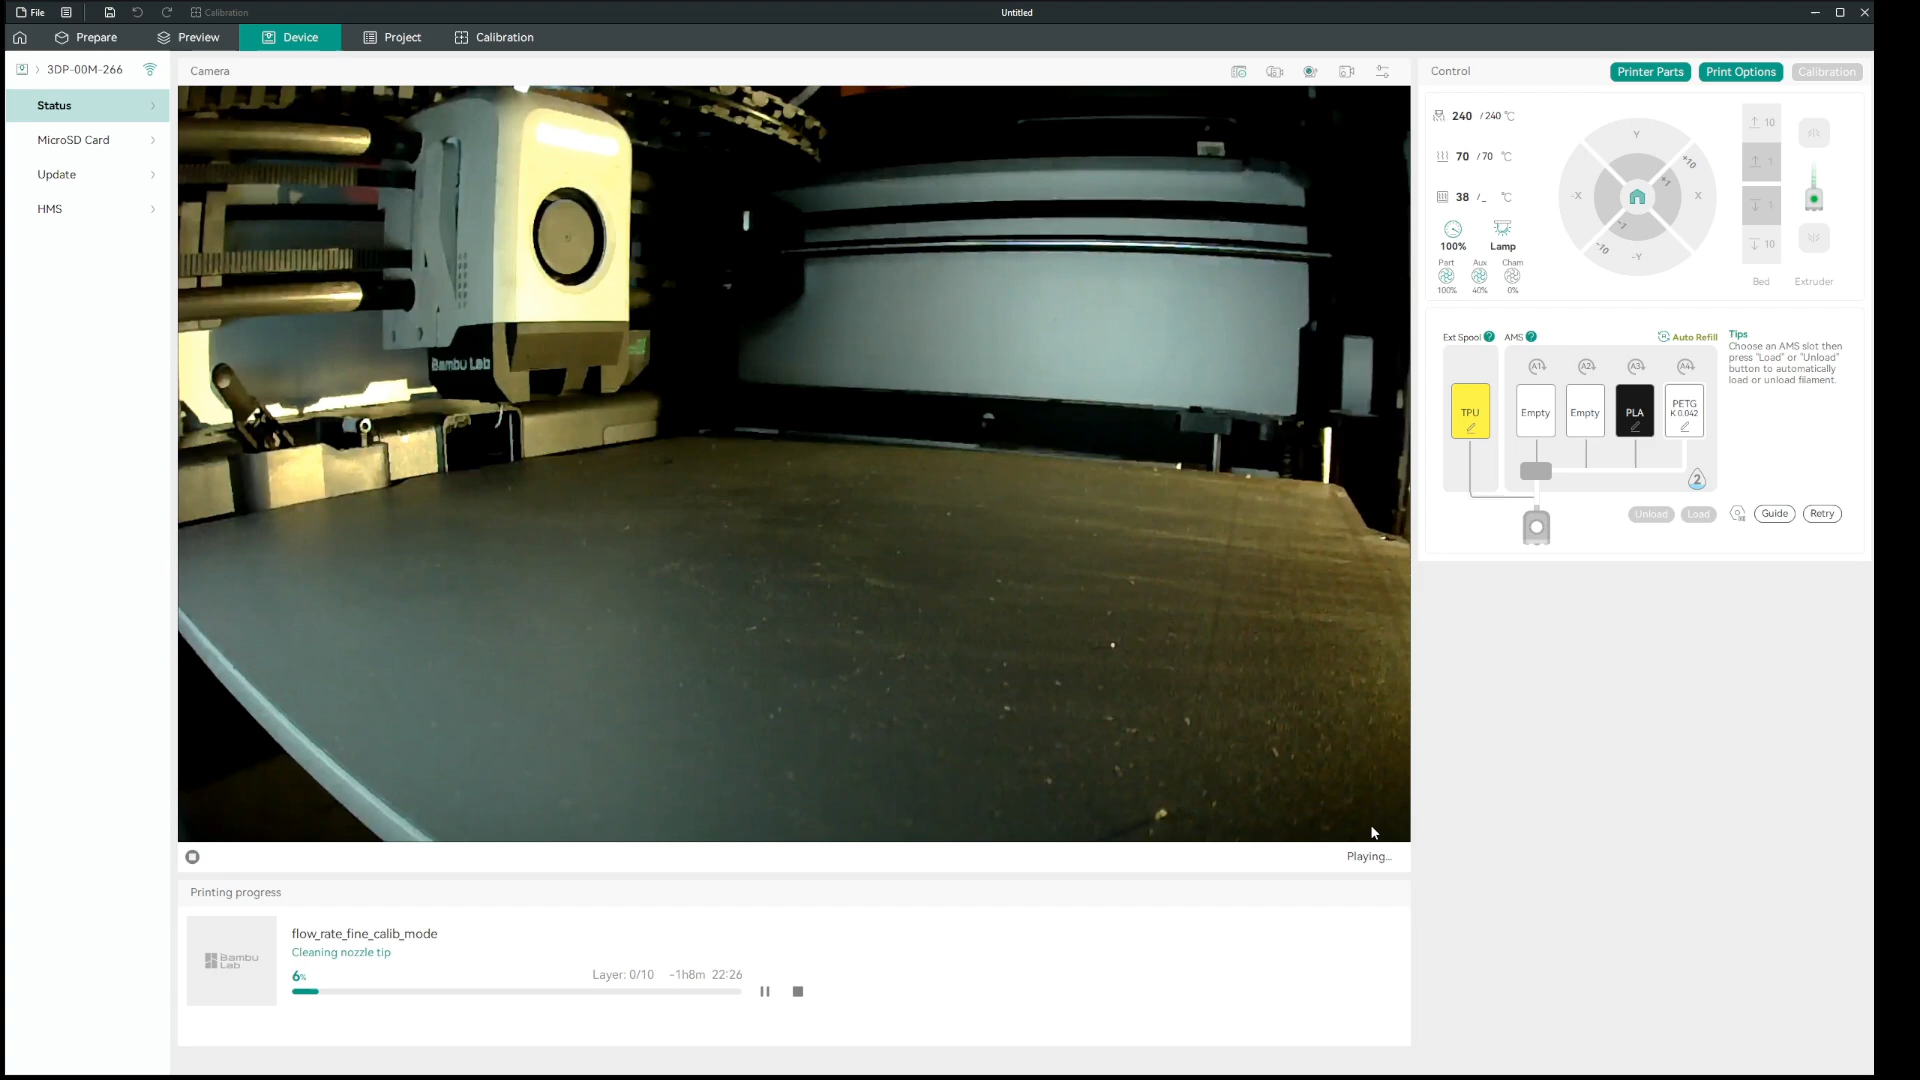 File
Calibration
Untitled
Prepare
Preview
Device
Project
Calibration
3DP-00M-266
Status
MicroSD Card
Update
HMS
Camera
Bambu Lab
Playing...
Printing progress
Bambu
Lab
flow_rate_fine_calib_mode
Cleaning nozzle tip
6%
Layer: 0/10 -1h8m 22:26
Control
Printer Parts
Print Options
Calibration
240 /240 ℃
70 /70 ℃
38 /_ ℃
100%
Lamp
Part Aux Cham
100% 40% 0%
Y
+10
+1
-X
X
-1
-10
-Y
10
1
1
10
Bed
Extruder
Ext Spool ?
AMS ?
Auto Refill
A1 A2 A3 A4
TPU
Empty
Empty
PLA
PETG
K 0.042
2
Tips
Choose an AMS slot then
press "Load" or "Unload"
button to automatically
load or unload filament.
Unload
Load
Guide
Retry